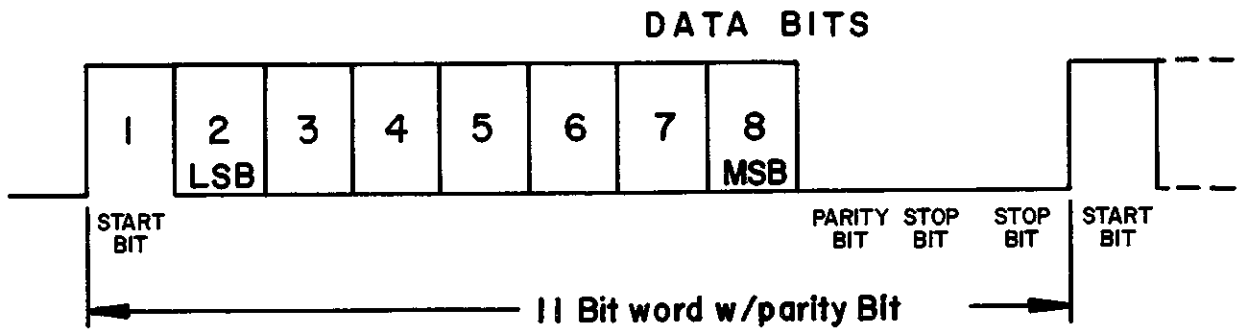 DATA BITS
1 2 3 4 5 6 7 8
LSB MSB
START BIT
PARITY BIT
STOP BIT
STOP BIT
START BIT
11 Bit word w/parity Bit